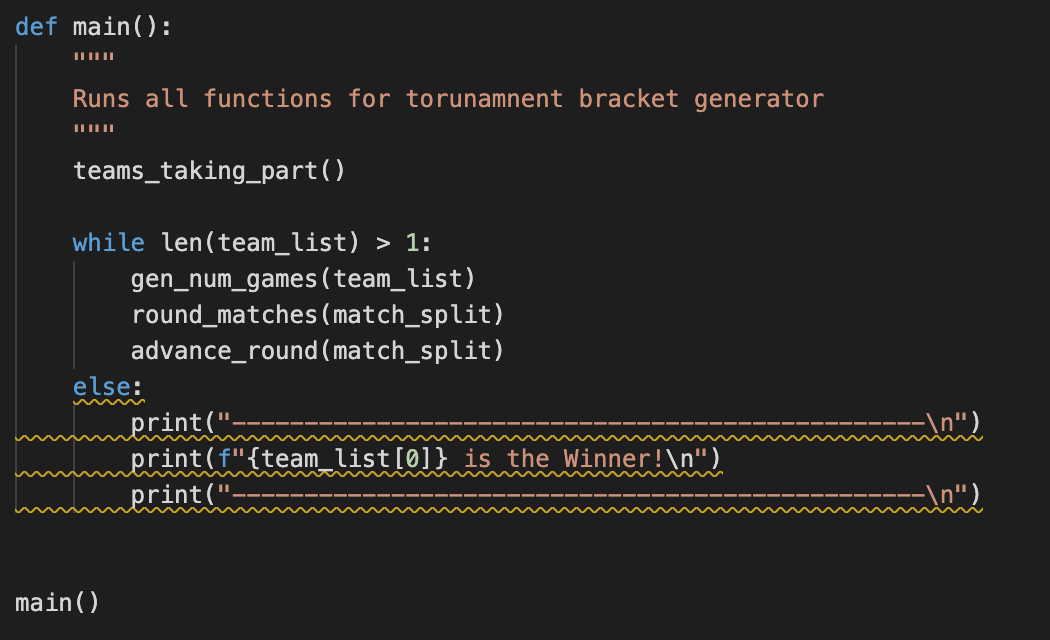 def main():
"""
Runs all functions for torunamnent bracket generator
"""
teams_taking_part()
while len(team_list) > 1:
gen_num_games(team_list)
round_matches(match_split)
advance_round(match_split)
else:
print("------------------------------------------------\n")
print(f"{team_list[0]} is the Winner!\n")
print("------------------------------------------------\n")
main()